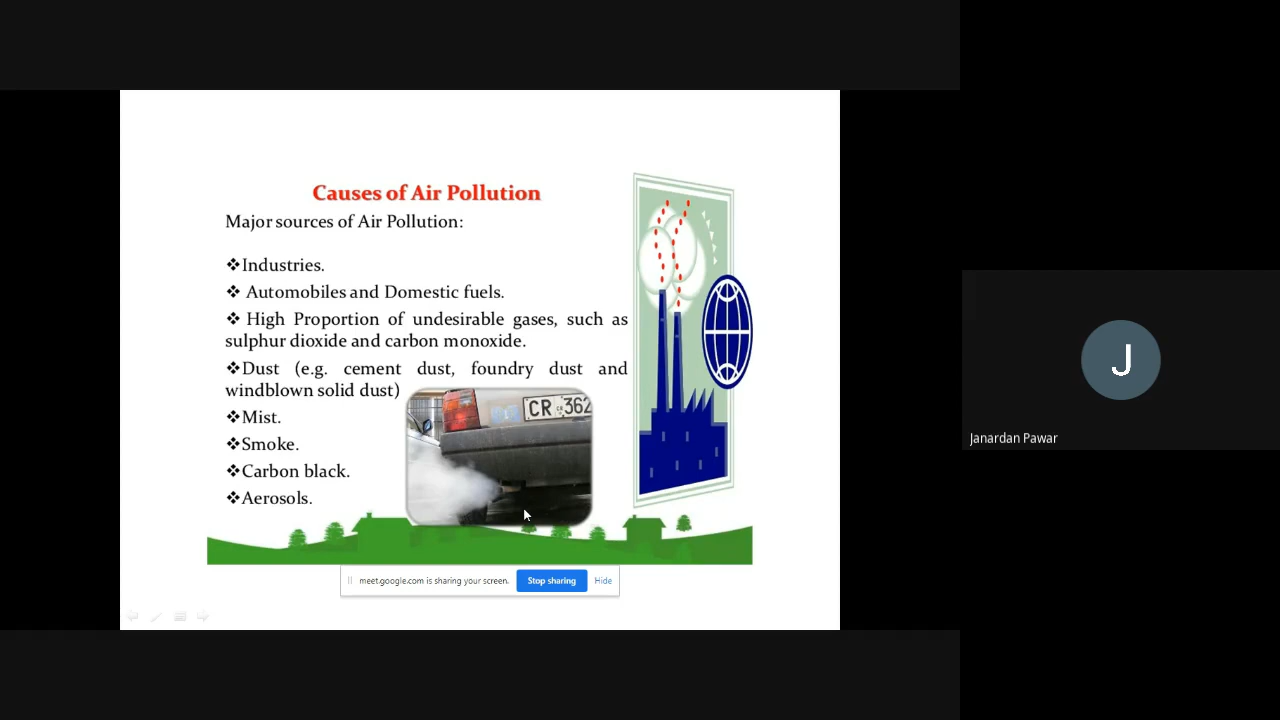 Causes of Air Pollution
Major sources of Air Pollution:
❖Industries.
❖ Automobiles and Domestic fuels.
❖ High Proportion of undesirable gases, such as
sulphur dioxide and carbon monoxide.
❖Dust (e.g. cement dust, foundry dust and
windblown solid dust)
CR 362
❖Mist.
❖Smoke.
❖Carbon black.
❖Aerosols.
meet.google.com is sharing your screen.
Stop sharing
Hide
J
Janardan Pawar